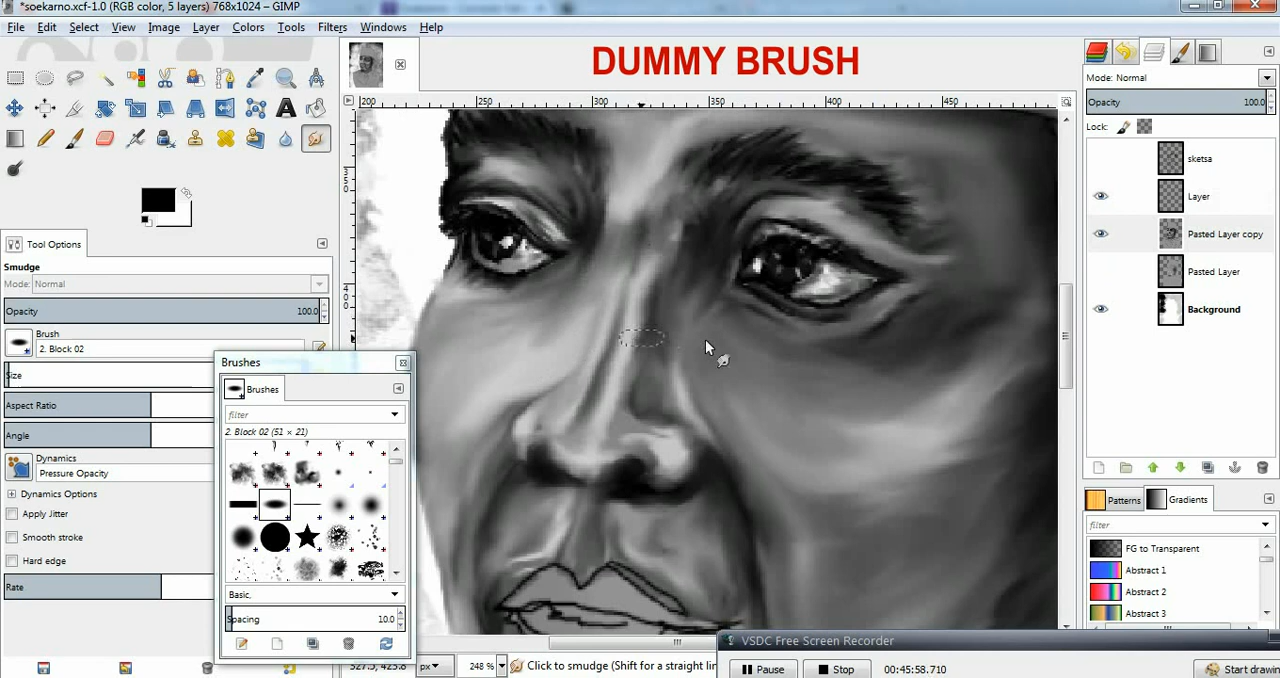 *soekarno.xcf-1.0 (RGB color, 5 layers) 768x1024 – GIMP
File Edit Select View Image Layer Colors Tools Filters Windows Help
DUMMY BRUSH
Mode: Normal
Opacity 100.0
Lock:
sketsa
Layer
Pasted Layer copy
Pasted Layer
Background
200 250 300 350 400 450
350
400
Tool Options
Smudge
Mode: Normal
Opacity 100.0
Brush
2. Block 02
Size
Aspect Ratio
Angle
Dynamics
Pressure Opacity
Dynamics Options
Apply Jitter
Smooth stroke
Hard edge
Rate
Brushes
Brushes
filter
2. Block 02 (51 × 21)
Basic,
Spacing 10.0
Patterns Gradients
filter
FG to Transparent
Abstract 1
Abstract 2
Abstract 3
px 248 % Click to smudge (Shift for a straight lin
VSDC Free Screen Recorder
Pause Stop 00:45:58.710 Start drawin